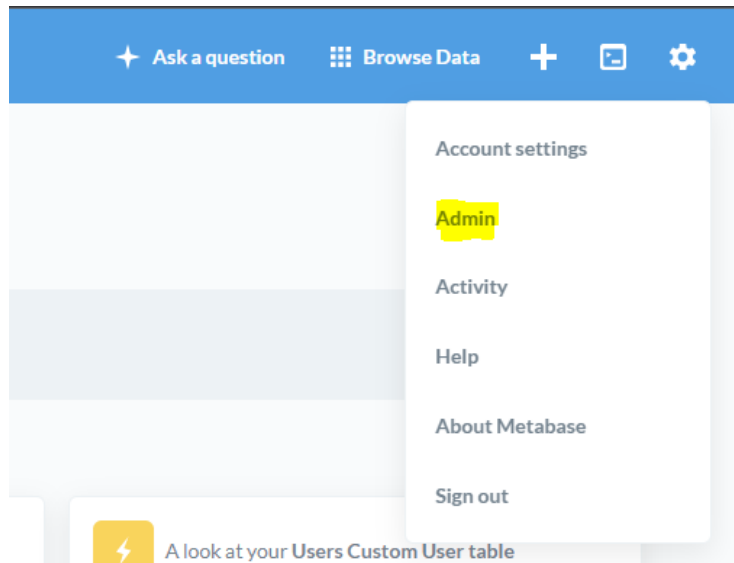 Ask a question Browse Data
Account settings
Admin
Activity
Help
About Metabase
Sign out
A look at your Users Custom User table